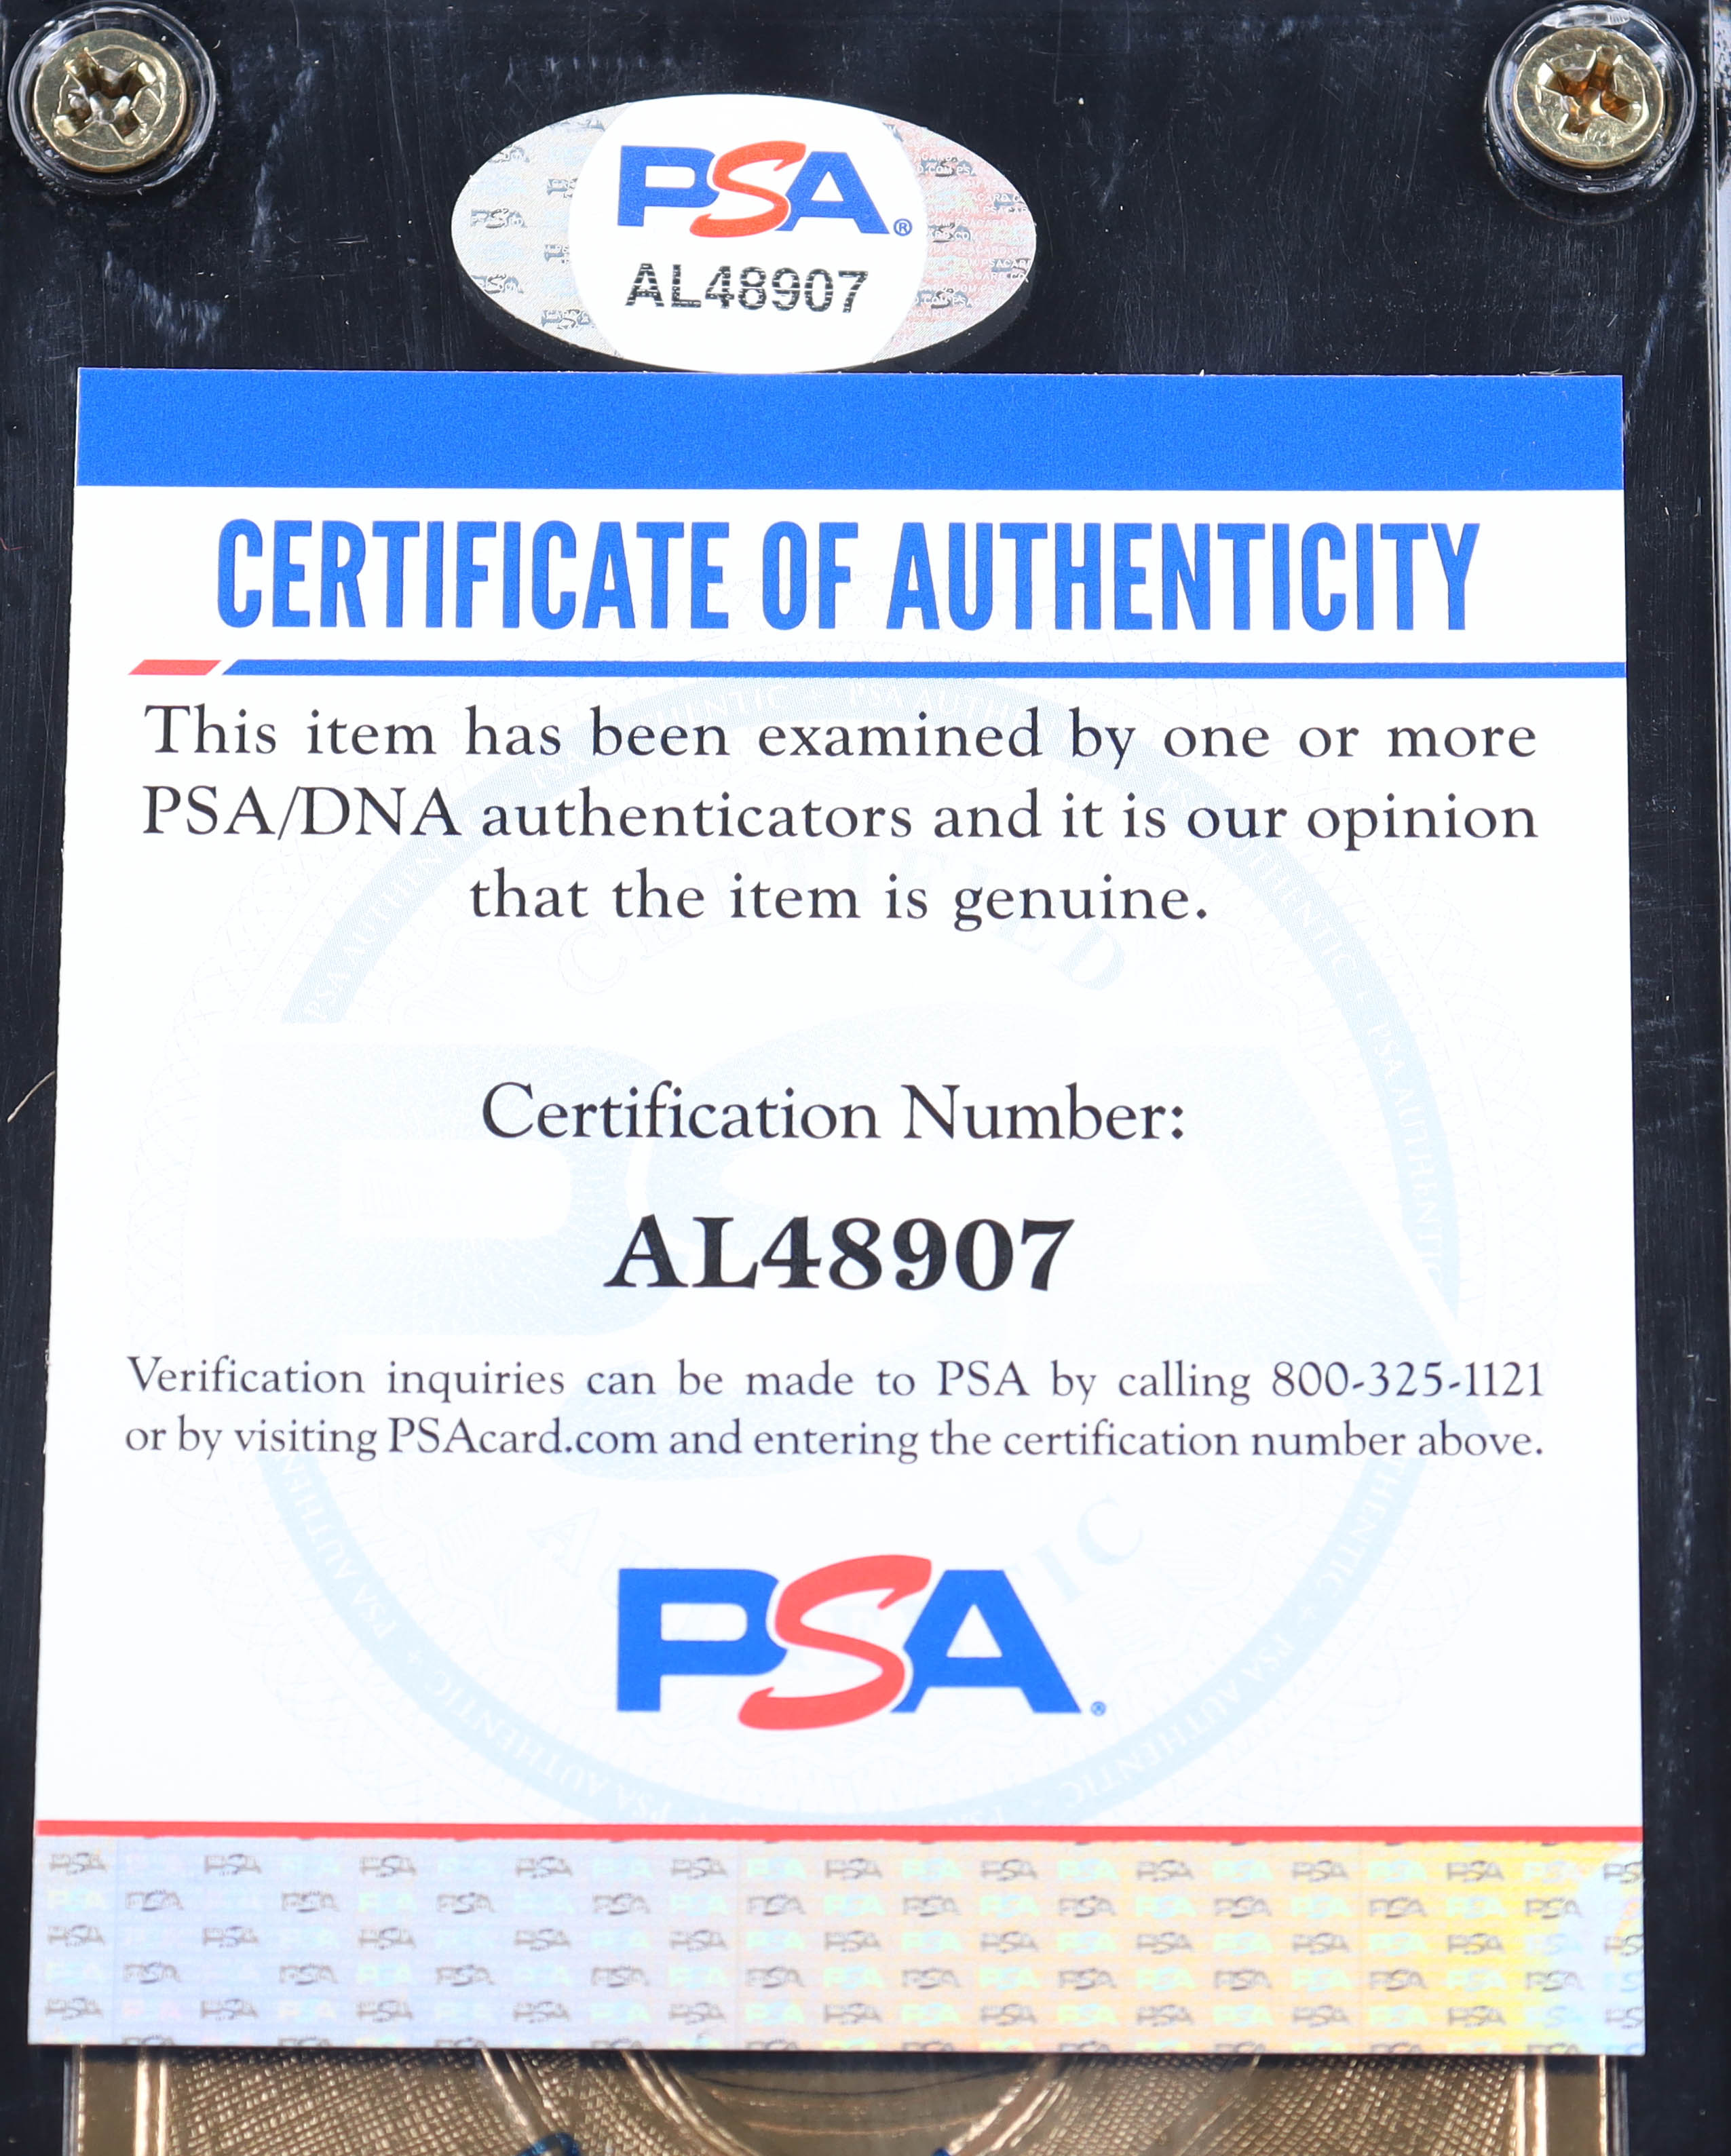 PSA®
AL48907
CERTIFICATE OF AUTHENTICITY
This item has been examined by one or more
PSA/DNA authenticators and it is our opinion
that the item is genuine.
Certification Number:
AL48907
Verification inquiries can be made to PSA by calling 800-325-1121
or by visiting PSAcard.com and entering the certification number above.
PSA®